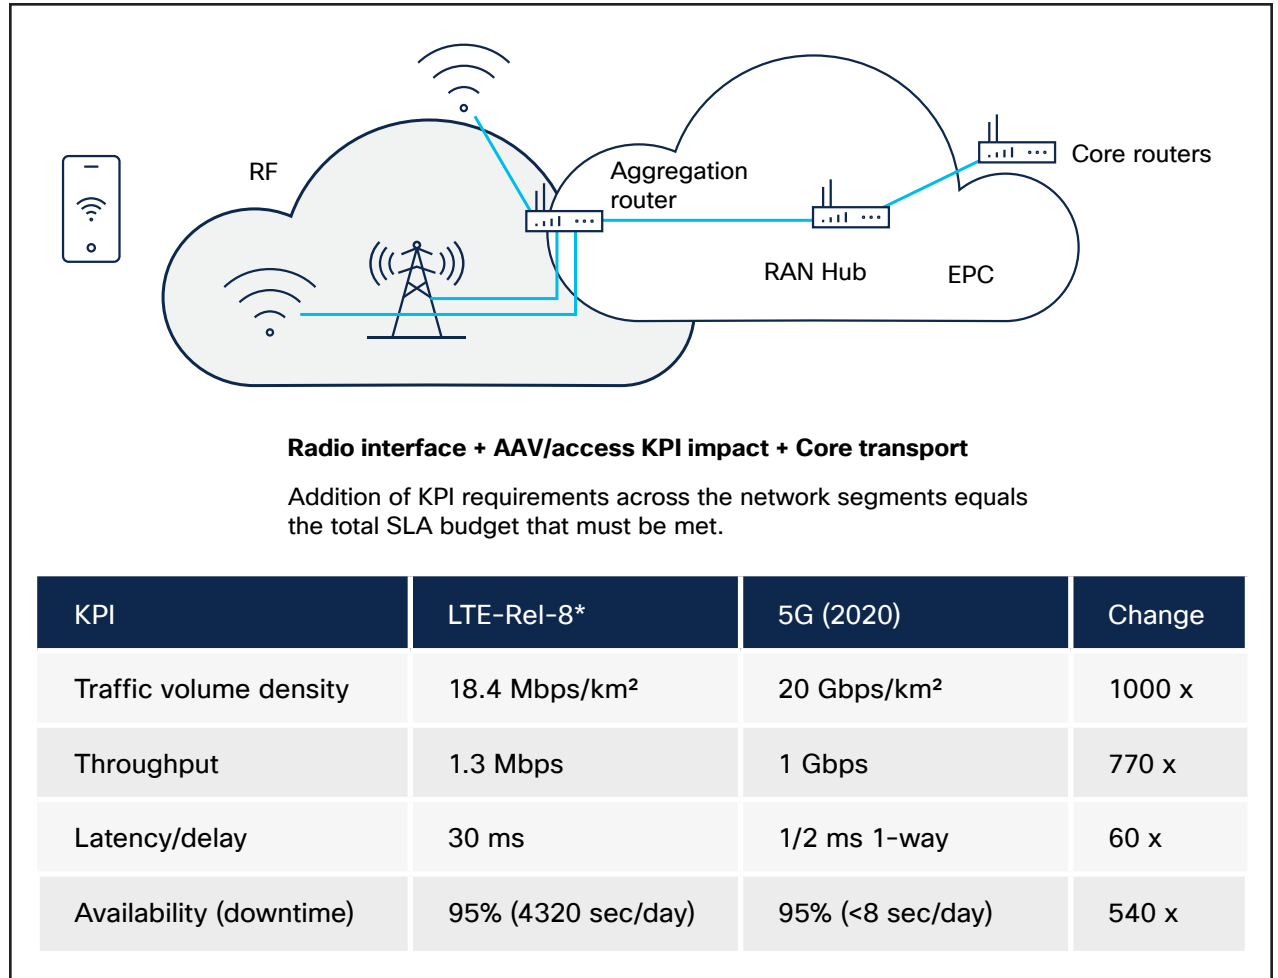 RF
Aggregation
router
Core routers
RAN Hub
EPC
Radio interface + AAV/access KPI impact + Core transport
Addition of KPI requirements across the network segments equals
the total SLA budget that must be met.
KPI LTE-Rel-8* 5G (2020) Change
Traffic volume density 18.4 Mbps/km² 20 Gbps/km² 1000 x
Throughput 1.3 Mbps 1 Gbps 770 x
Latency/delay 30 ms 1/2 ms 1-way 60 x
Availability (downtime) 95% (4320 sec/day) 95% (<8 sec/day) 540 x